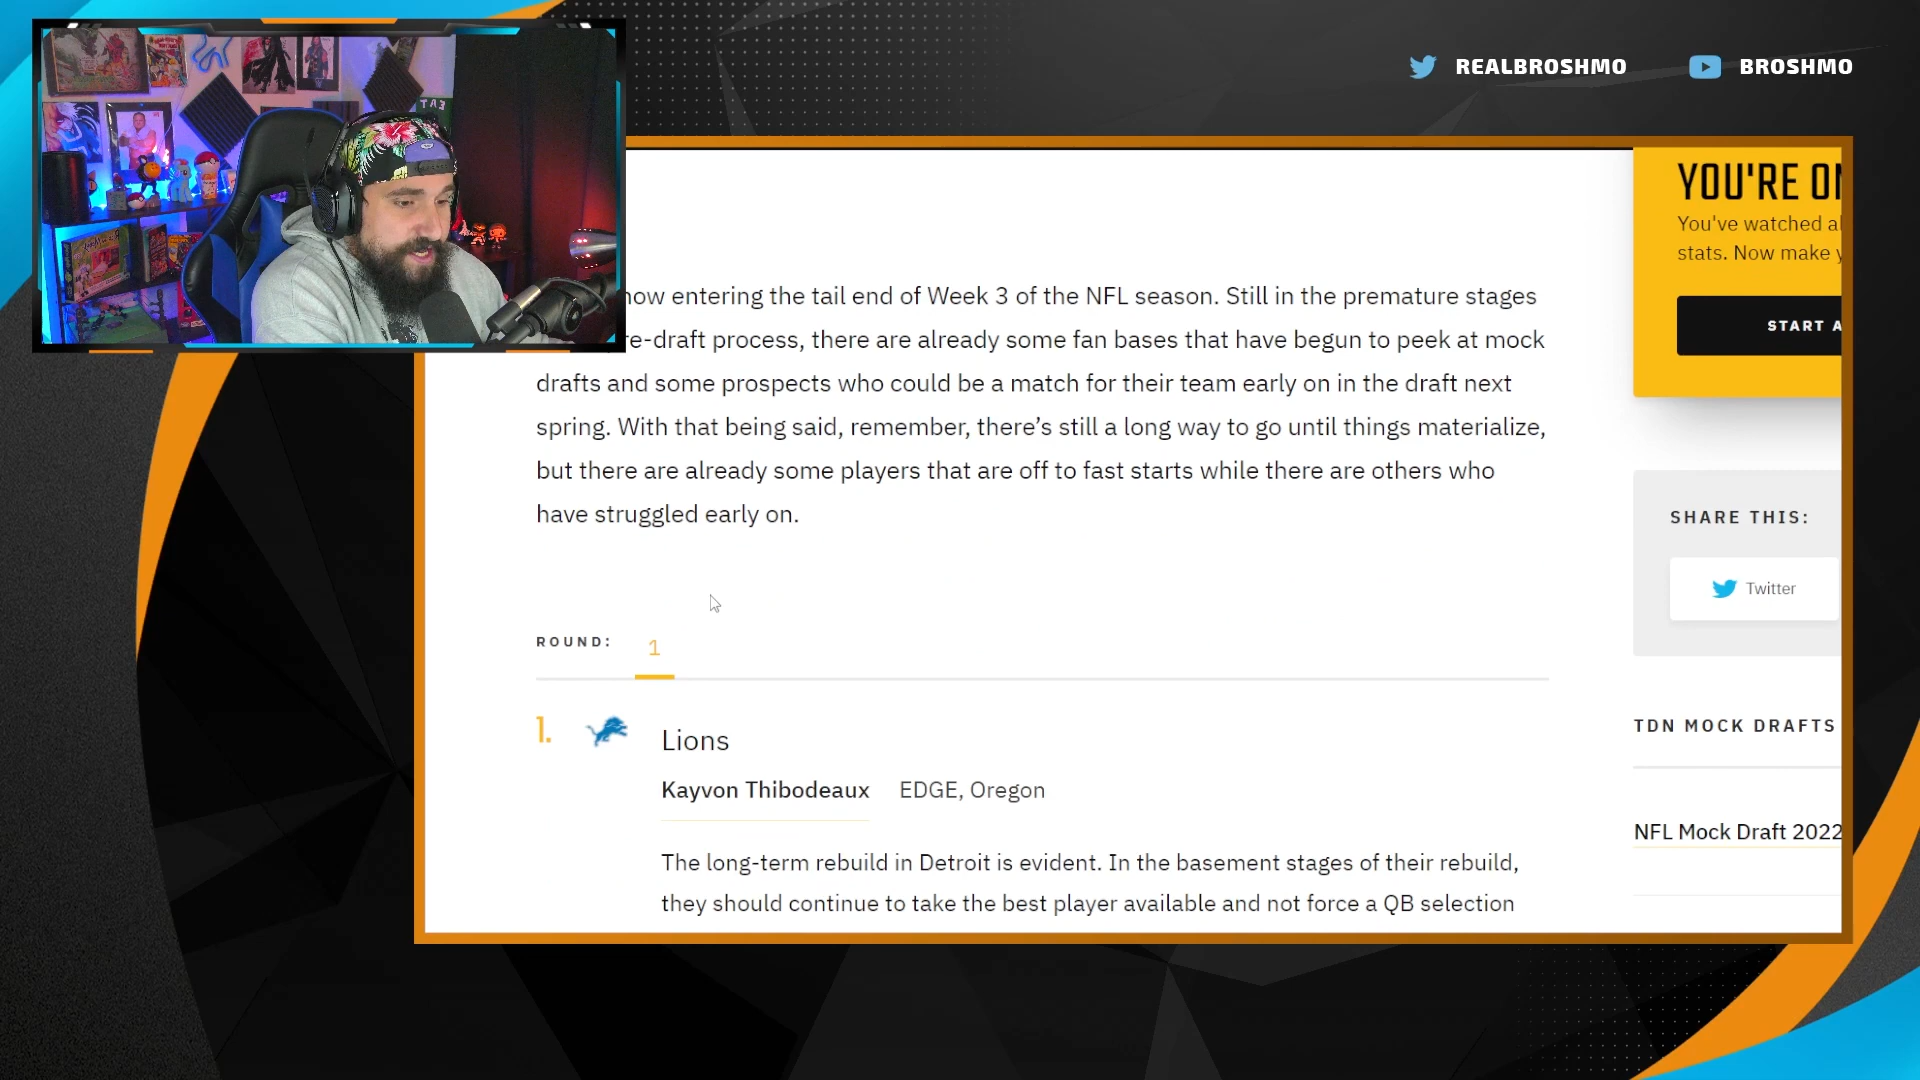 REALBROSHMO
BROSHMO
EAT
YOU'RE
You've watched
stats. Now make
START
now entering the tail end of Week 3 of the NFL season. Still in the premature stages
re-draft process, there are already some fan bases that have begun to peek at mock
drafts and some prospects who could be a match for their team early on in the draft next
spring. With that being said, remember, there’s still a long way to go until things materialize,
but there are already some players that are off to fast starts while there are others who
have struggled early on.
SHARE THIS:
Twitter
ROUND: 1
1. Lions
Kayvon Thibodeaux EDGE, Oregon
The long-term rebuild in Detroit is evident. In the basement stages of their rebuild,
they should continue to take the best player available and not force a QB selection
TDN MOCK DRAFTS
NFL Mock Draft 2022